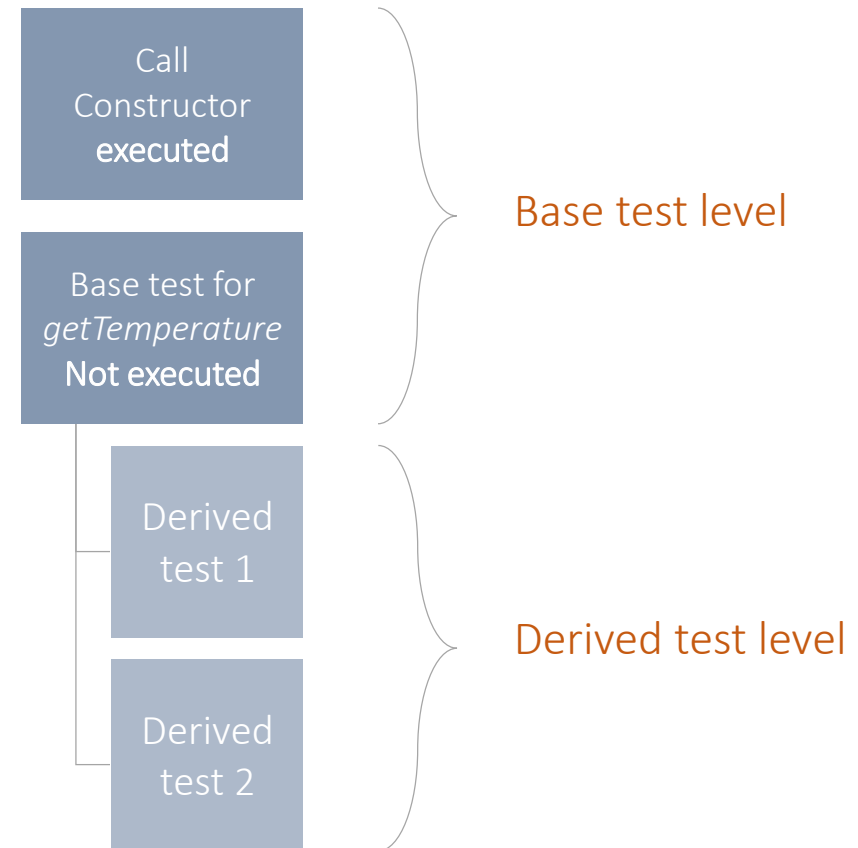 Call
Constructor
executed
Base test level
Base test for
getTemperature
Not executed
Derived
test 1
Derived test level
Derived
test 2